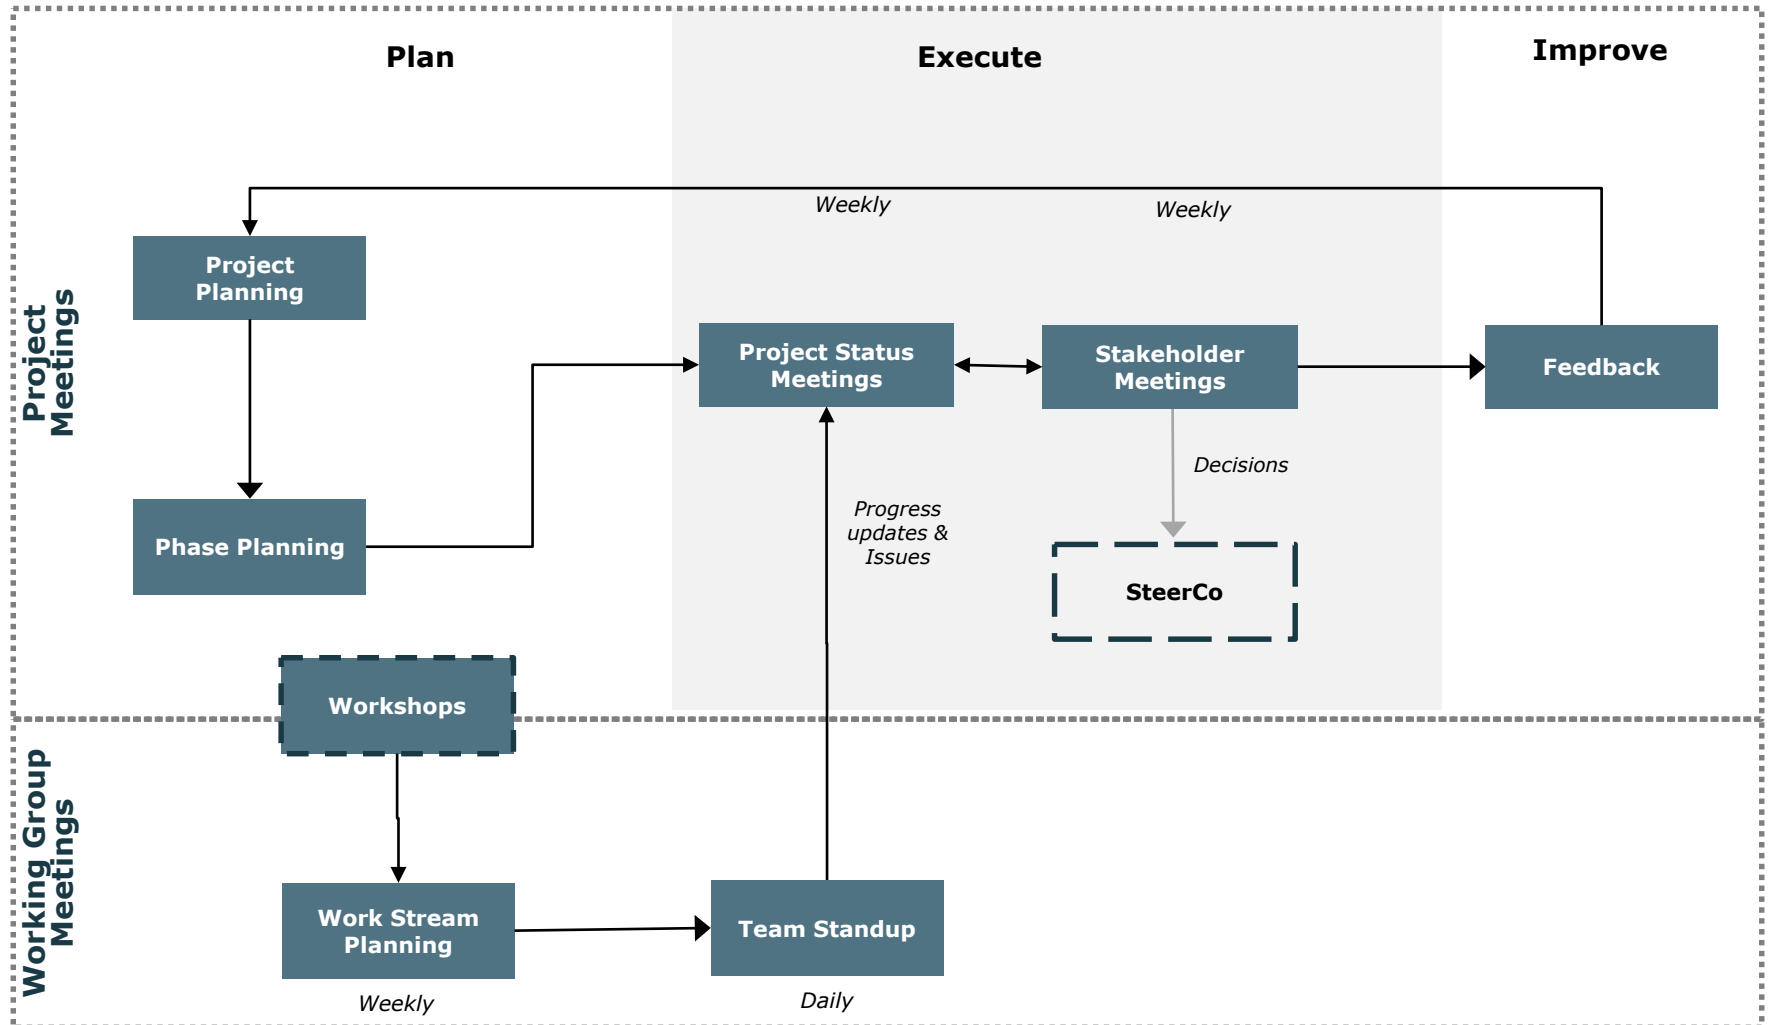 Plan
Execute
Improve
Weekly
Weekly
Project
Meetings
Project
Planning
Project Status
Meetings
Stakeholder
Meetings
Feedback
Decisions
Progress
updates &
Issues
Phase Planning
SteerCo
Workshops
Working Group
Meetings
Work Stream
Planning
Team Standup
Weekly
Daily